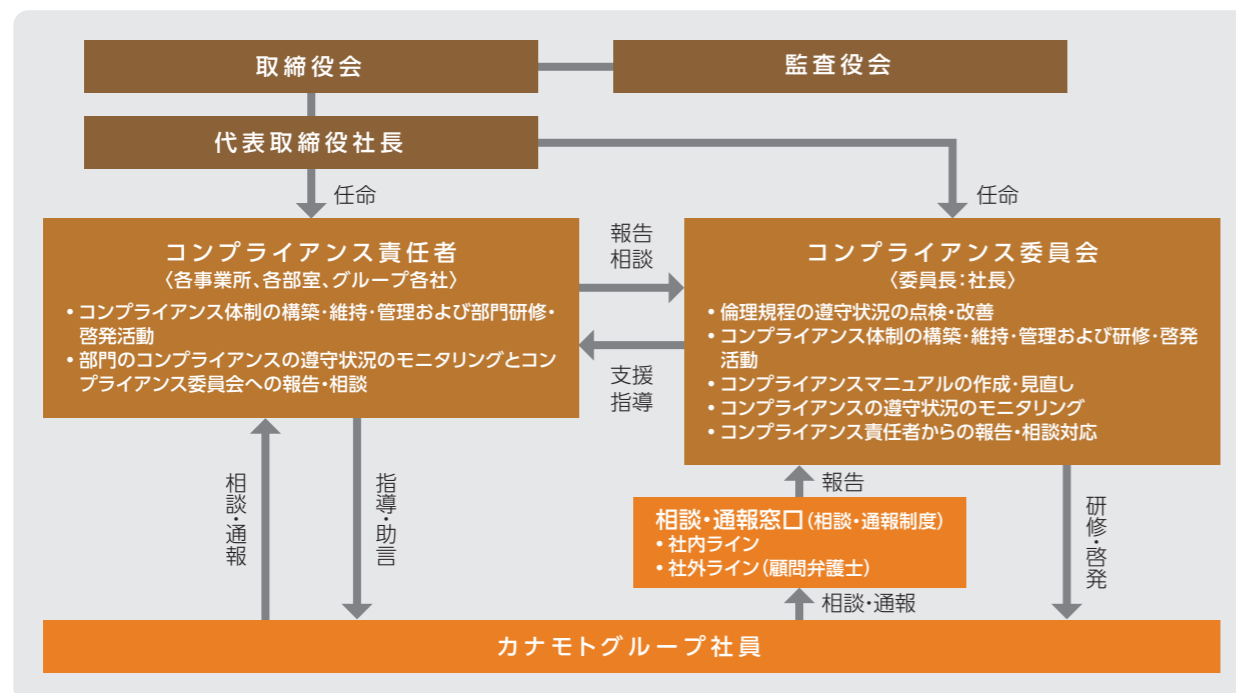 取締役会
監査役会
代表取締役社長
任命
任命
コンプライアンス責任者
〈各事業所、各部室、グループ各社〉
•コンプライアンス体制の構築・維持・管理および部門研修・
啓発活動
•部門のコンプライアンスの遵守状況のモニタリングとコン
プライアンス委員会への報告・相談
報告
相談
支援
指導
コンプライアンス委員会
〈委員長：社長〉
•倫理規程の遵守状況の点検・改善
•コンプライアンス体制の構築・維持・管理および研修・啓発
活動
•コンプライアンスマニュアルの作成・見直し
•コンプライアンスの遵守状況のモニタリング
•コンプライアンス責任者からの報告・相談対応
相談・通報
指導・助言
報告
相談・通報窓口（相談・通報制度）
•社内ライン
•社外ライン（顧問弁護士）
相談・通報
研修・啓発
カナモトグループ社員